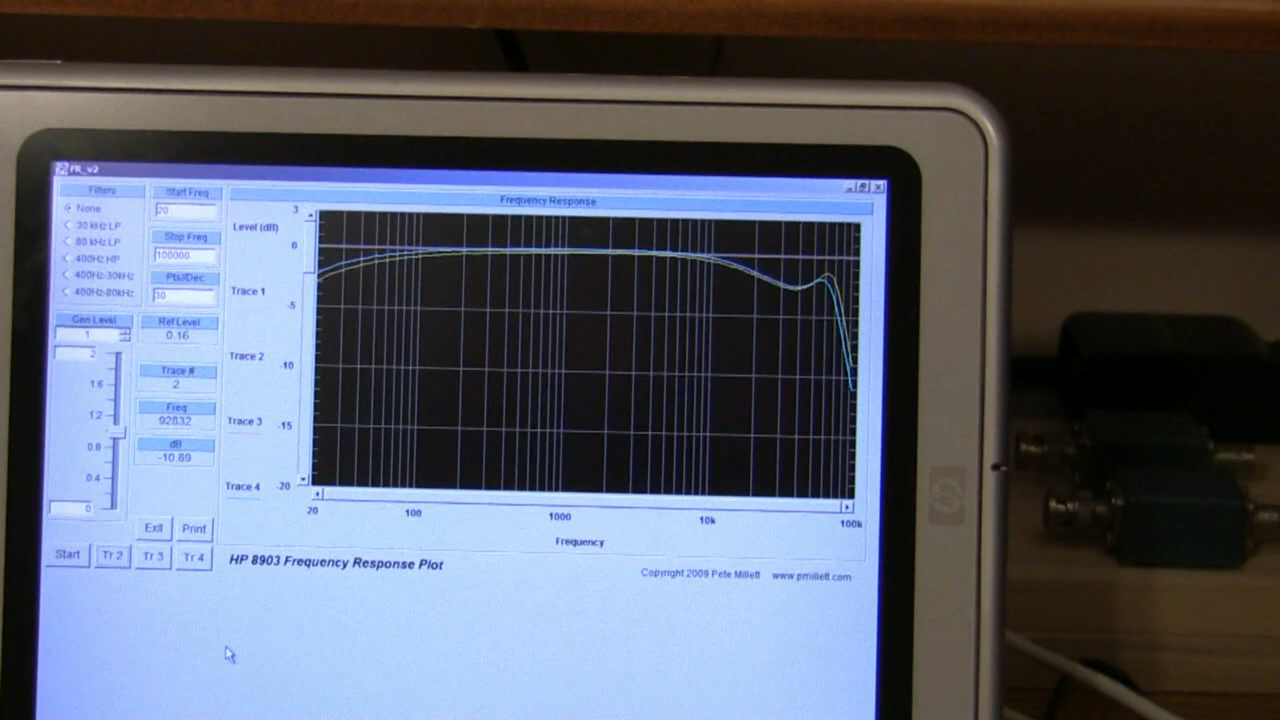 FR_v2
Filters
None
30 kHz LP
80 kHz LP
400Hz HP
400Hz-30kHz
400Hz-80kHz
Start Freq
20
Stop Freq
100000
Pts/Dec
30
Gen Level
1
2
1.6
1.2
0.8
0.4
0
Ref Level
0.16
Trace #
2
Freq
92832
dB
-10.89
Exit
Print
Start
Tr 2
Tr 3
Tr 4
Frequency Response
Level (dB)
Trace 1
Trace 2
Trace 3
Trace 4
3
0
-5
-10
-15
-20
20
100
1000
10k
100k
Frequency
HP 8903 Frequency Response Plot
Copyright 2009 Pete Millett www.pmillett.com
hp